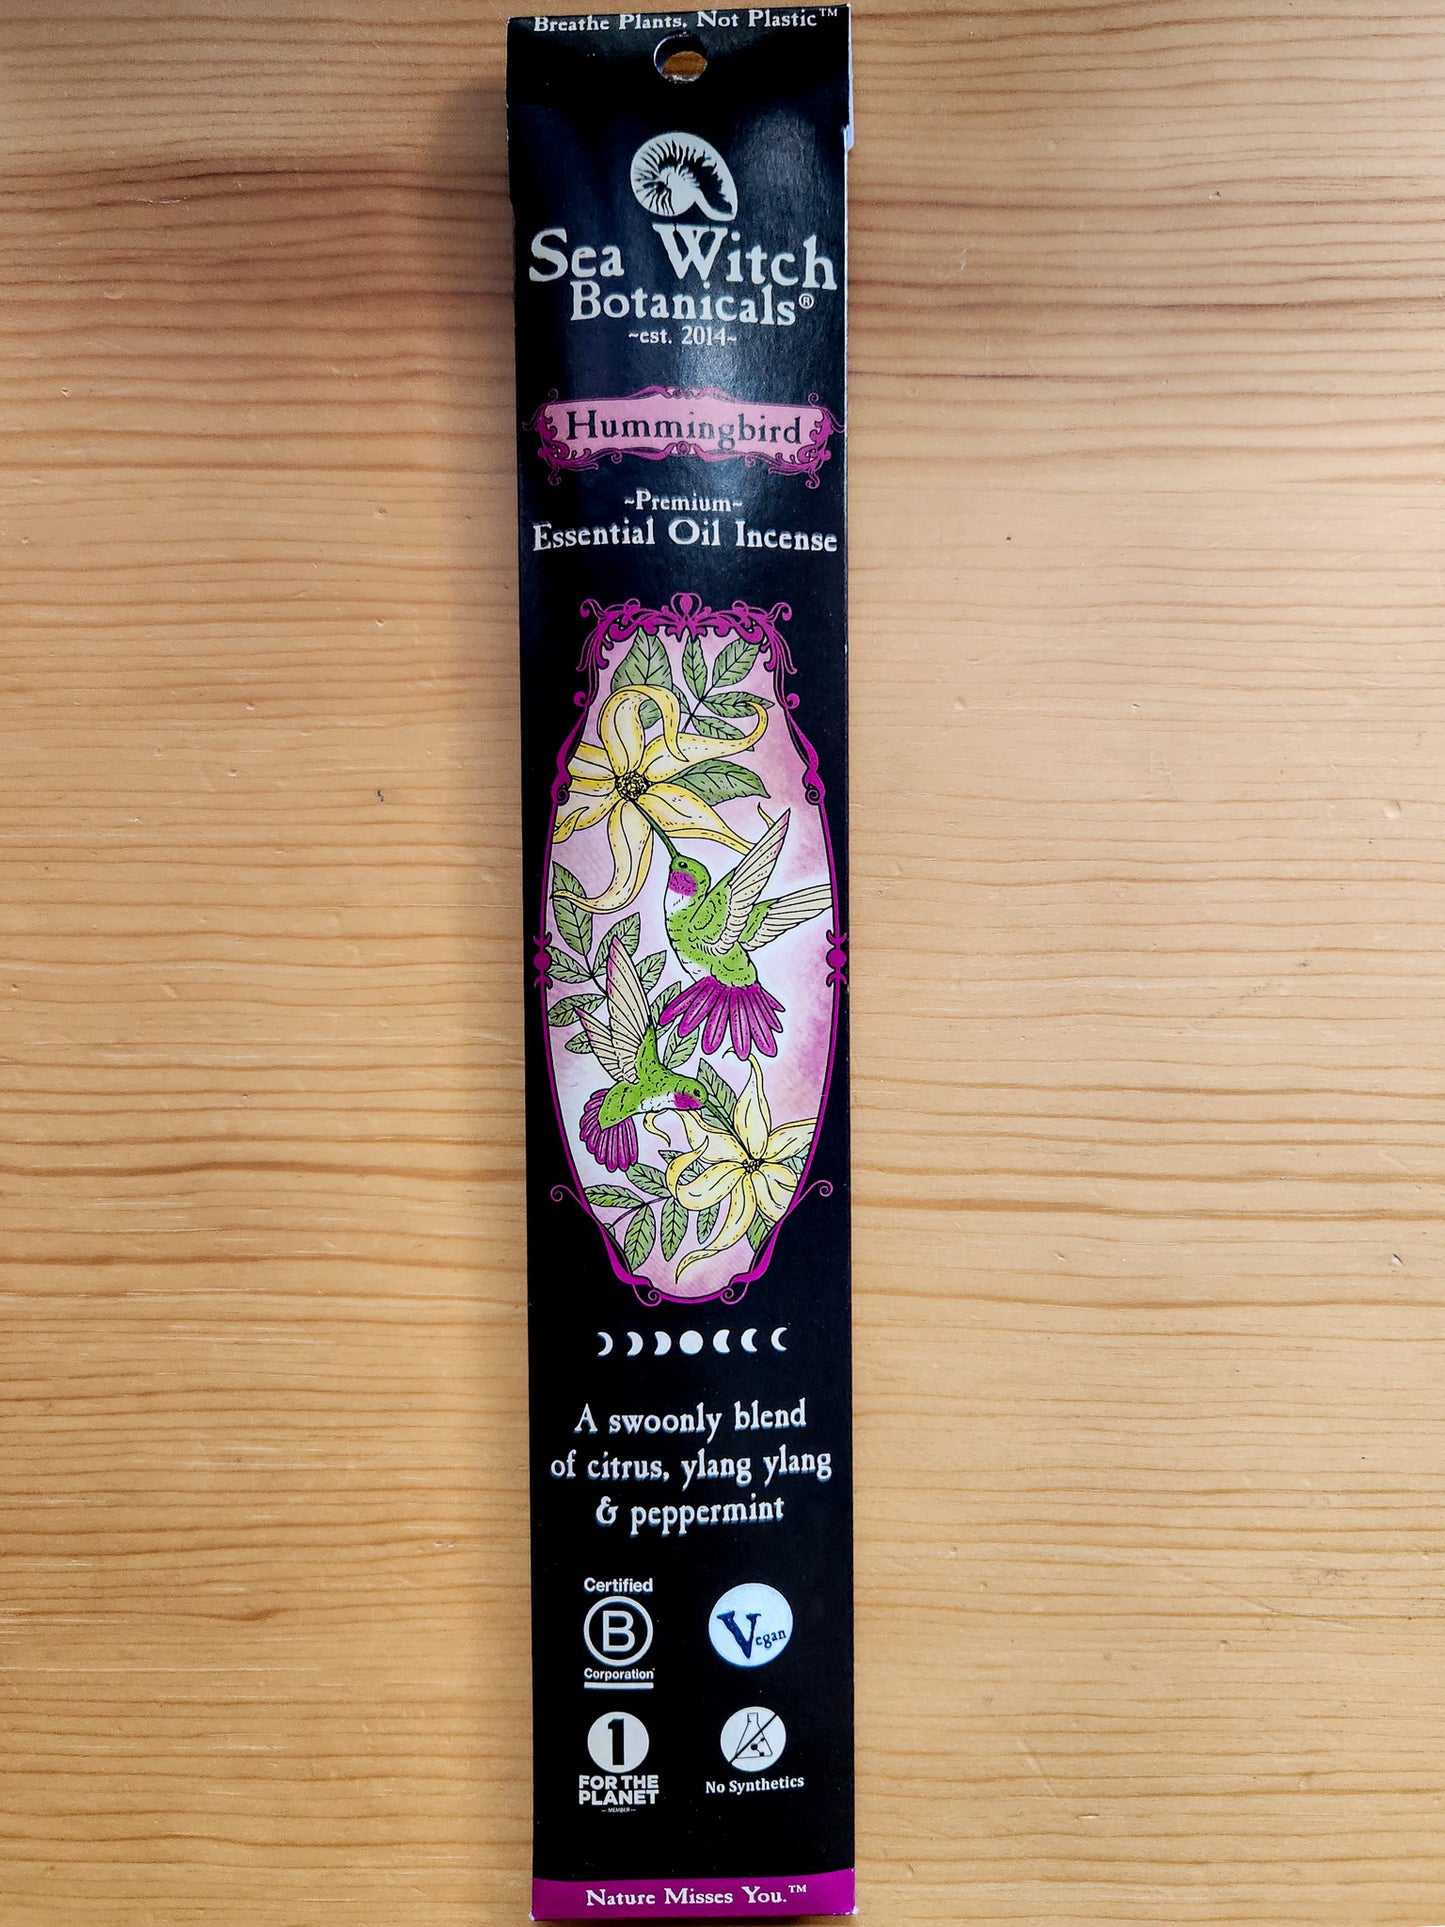 Breathe Plants, Not Plastic™
Sea Witch
Botanicals®
~est. 2014~
Hummingbird
~Premium~
Essential Oil Incense
A swoonly blend
of citrus, ylang ylang
& peppermint
Certified
B
Corporation
Vegan
1
FOR THE
PLANET
— MEMBER —
No Synthetics
Nature Misses You.™